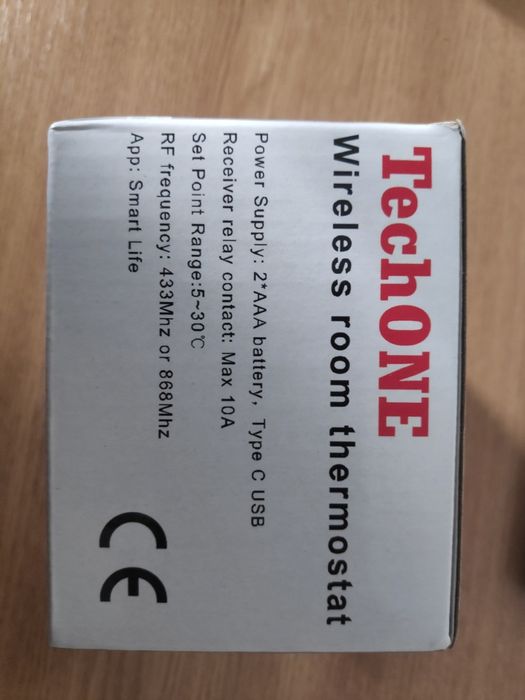 TechONE
Wireless room thermostat
Power Supply: 2*AAA battery, Type C USB
Receiver relay contact: Max 10A
Set Point Range:5~30℃
RF frequency: 433Mhz or 868Mhz
App: Smart Life
CE